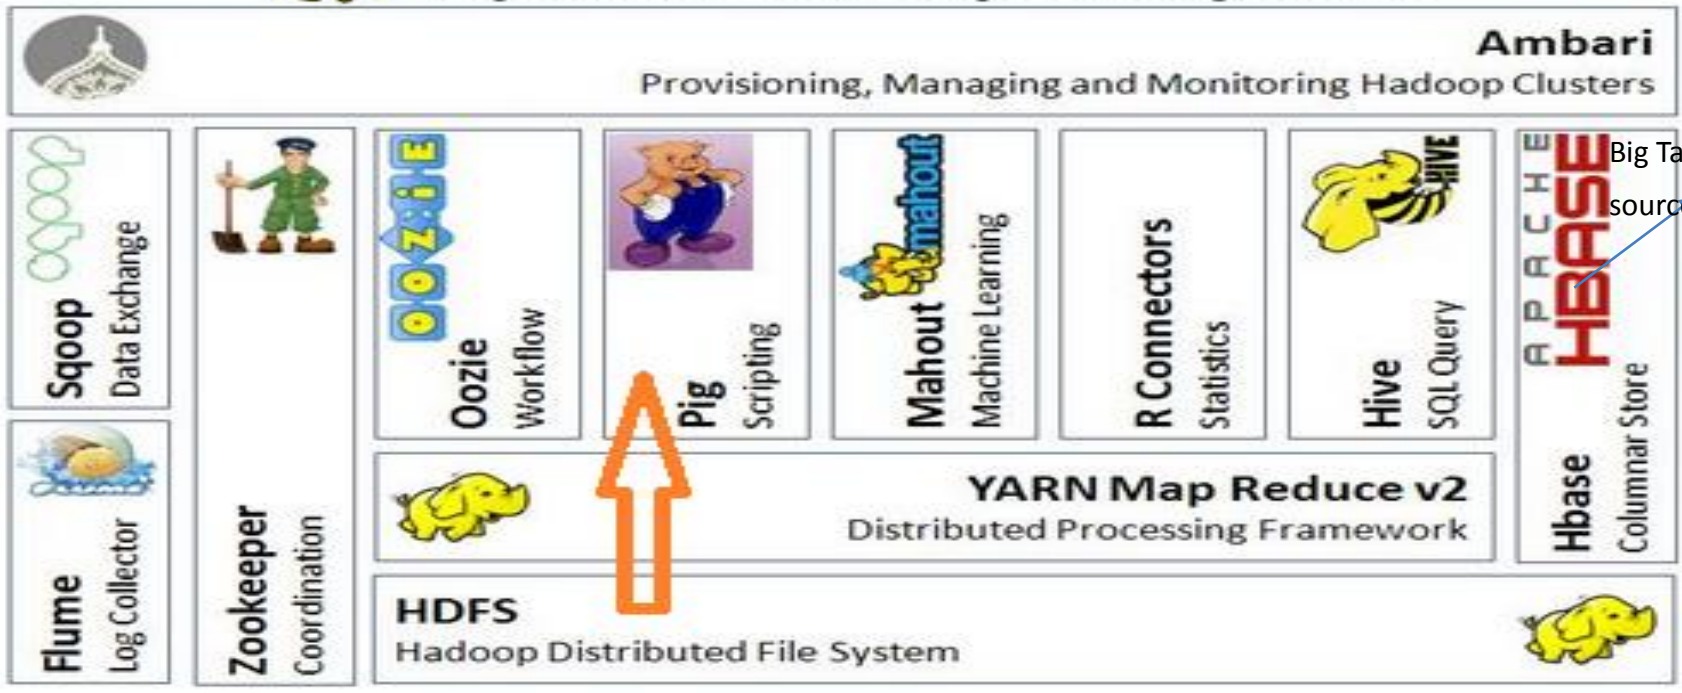 Ambari
Provisioning, Managing and Monitoring Hadoop Clusters
Sqoop
Data Exchange
Flume
Log Collector
Zookeeper
Coordination
OOZIE
Oozie
Workflow
Pig
Scripting
mahout
Mahout
Machine Learning
R Connectors
Statistics
HIVE
Hive
SQL Query
APACHE
HBASE
Big
Hbase
Columnar Store
YARN Map Reduce v2
Distributed Processing Framework
HDFS
Hadoop Distributed File System